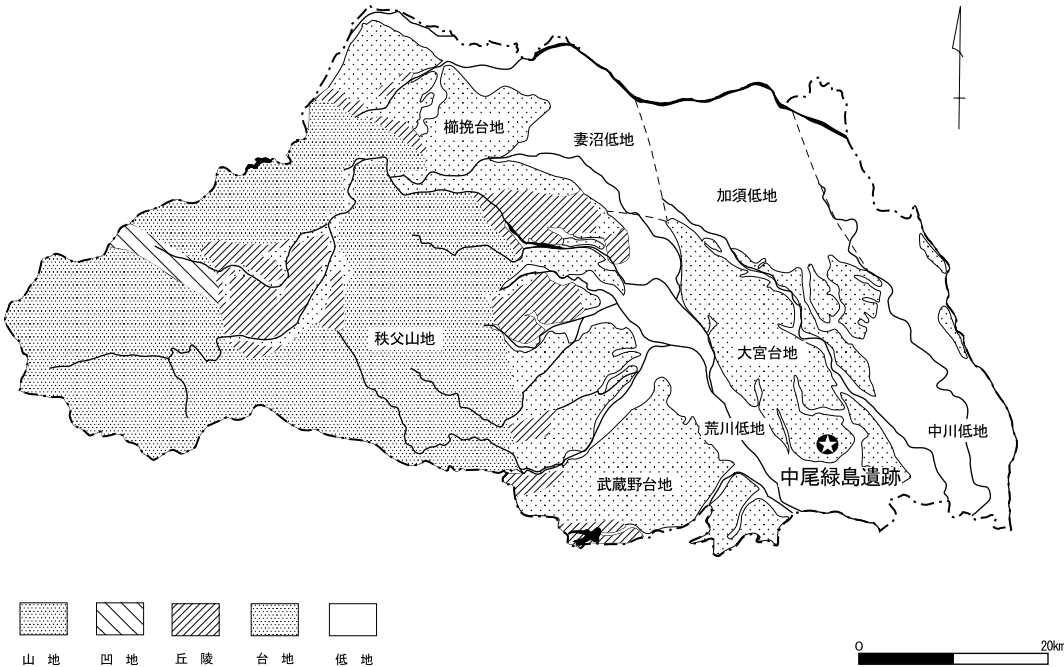 櫛挽台地
妻沼低地
加須低地
秩父山地
大宮台地
荒川低地
中川低地
中尾緑島遺跡
武蔵野台地
山 地
凹 地
丘 陵
台 地
低 地
0 20km